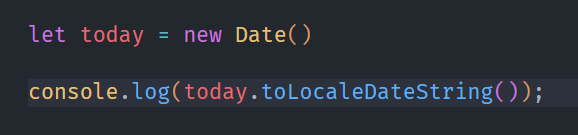 let today = new Date()
console.log(today.toLocaleDateString());